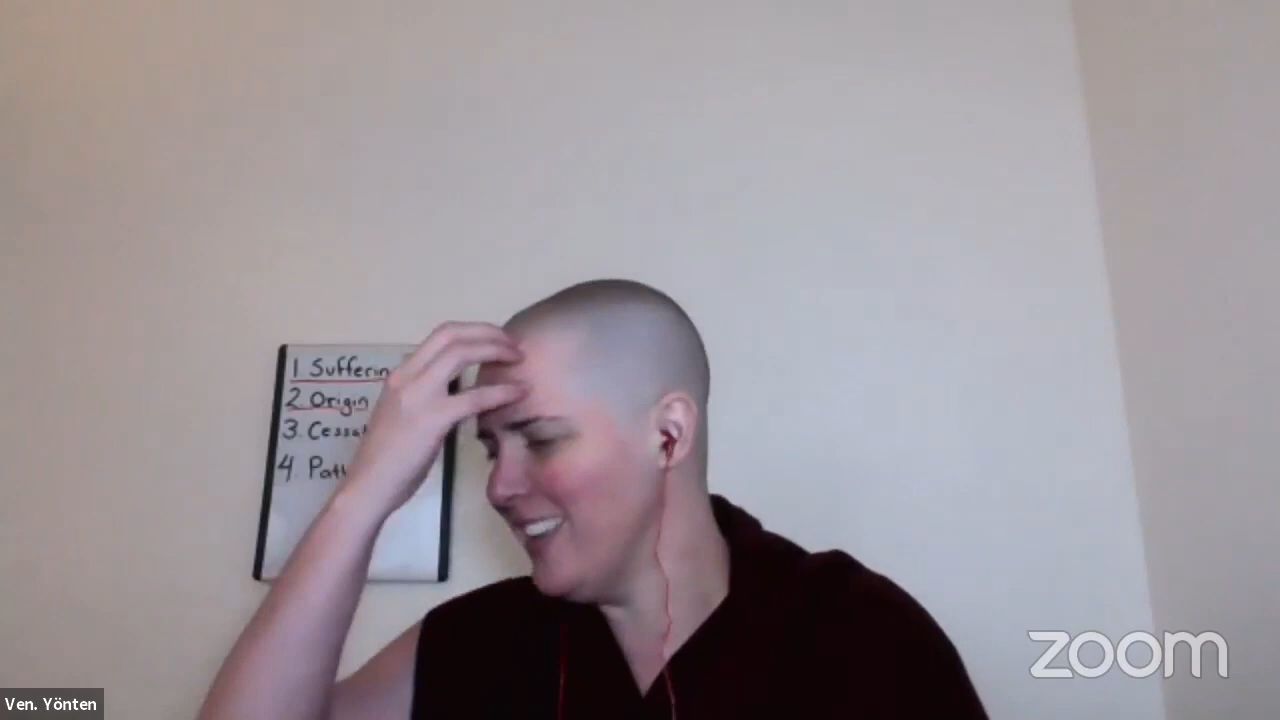 1 Sufferin
2. Origin
3. Cessat
4. Path
zoom
Ven. Yönten